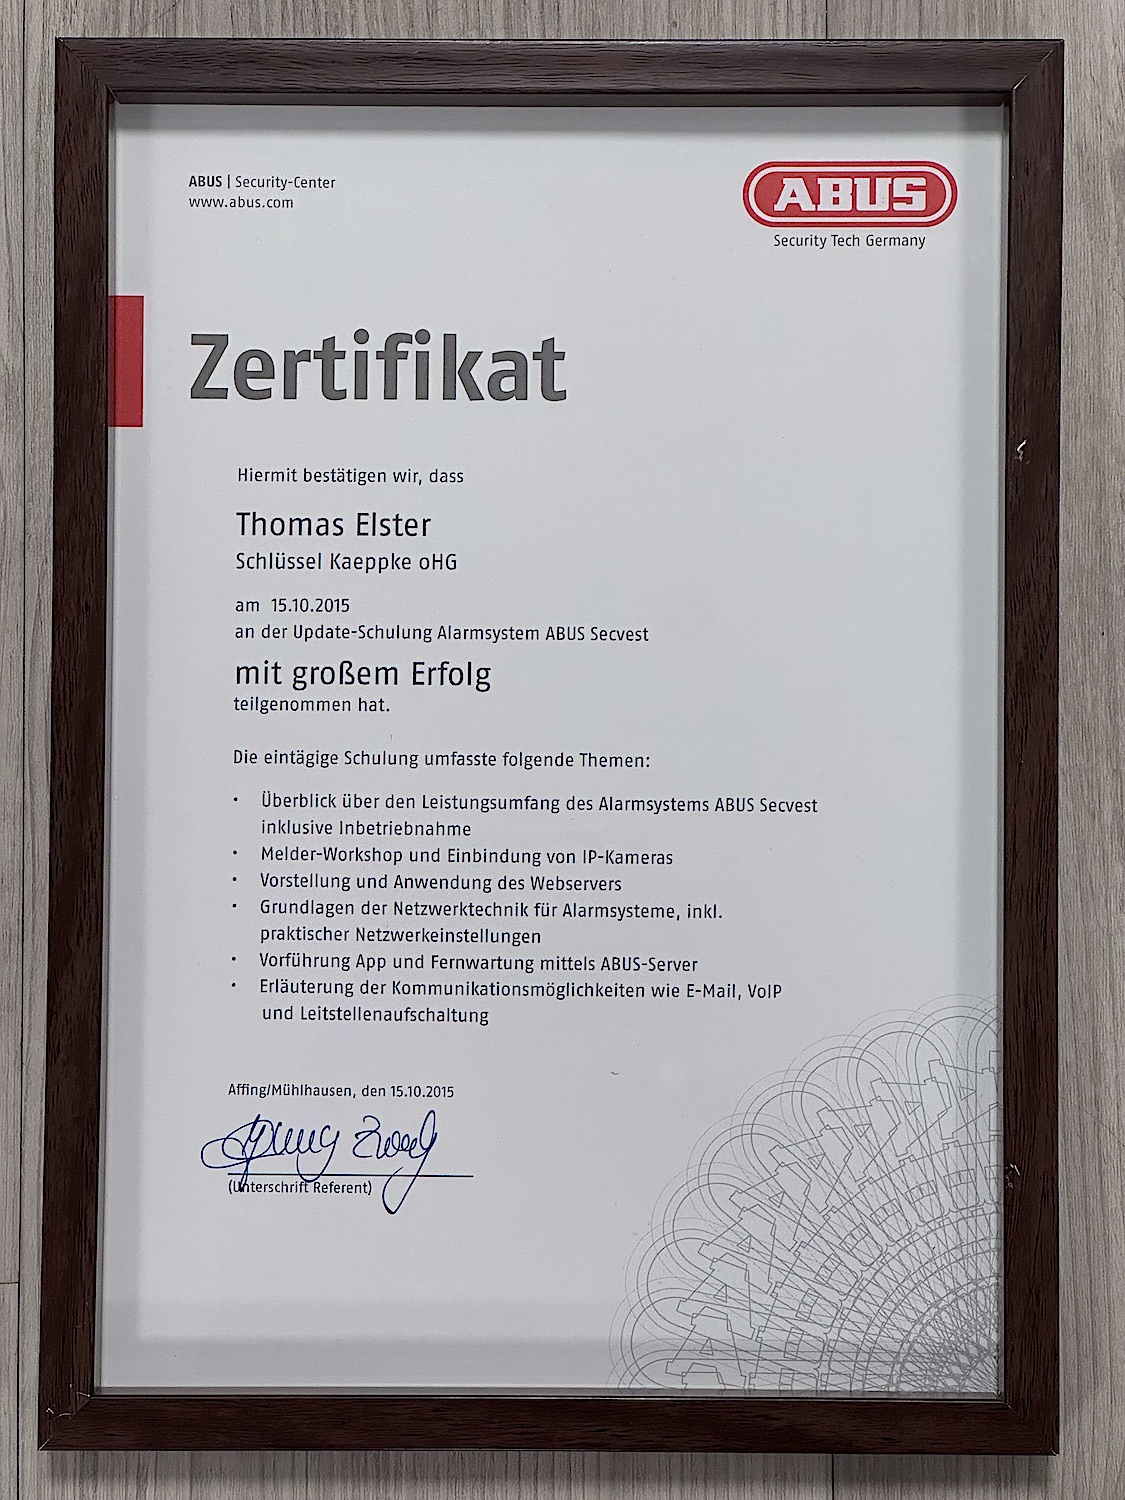 ABUS | Security-Center
www.abus.com
ABUS
Security Tech Germany
Zertifikat
Hiermit bestätigen wir, dass
Thomas Elster
Schlüssel Kaeppke oHG
am 15.10.2015
an der Update-Schulung Alarmsystem ABUS Secvest
mit großem Erfolg
teilgenommen hat.
Die eintägige Schulung umfasste folgende Themen:
• Überblick über den Leistungsumfang des Alarmsystems ABUS Secvest
inklusive Inbetriebnahme
• Melder-Workshop und Einbindung von IP-Kameras
• Vorstellung und Anwendung des Webservers
• Grundlagen der Netzwerktechnik für Alarmsysteme, inkl.
praktischer Netzwerkeinstellungen
• Vorführung App und Fernwartung mittels ABUS-Server
• Erläuterung der Kommunikationsmöglichkeiten wie E-Mail, VoIP
und Leitstellenaufschaltung
Affing/Mühlhausen, den 15.10.2015
(Unterschrift Referent)